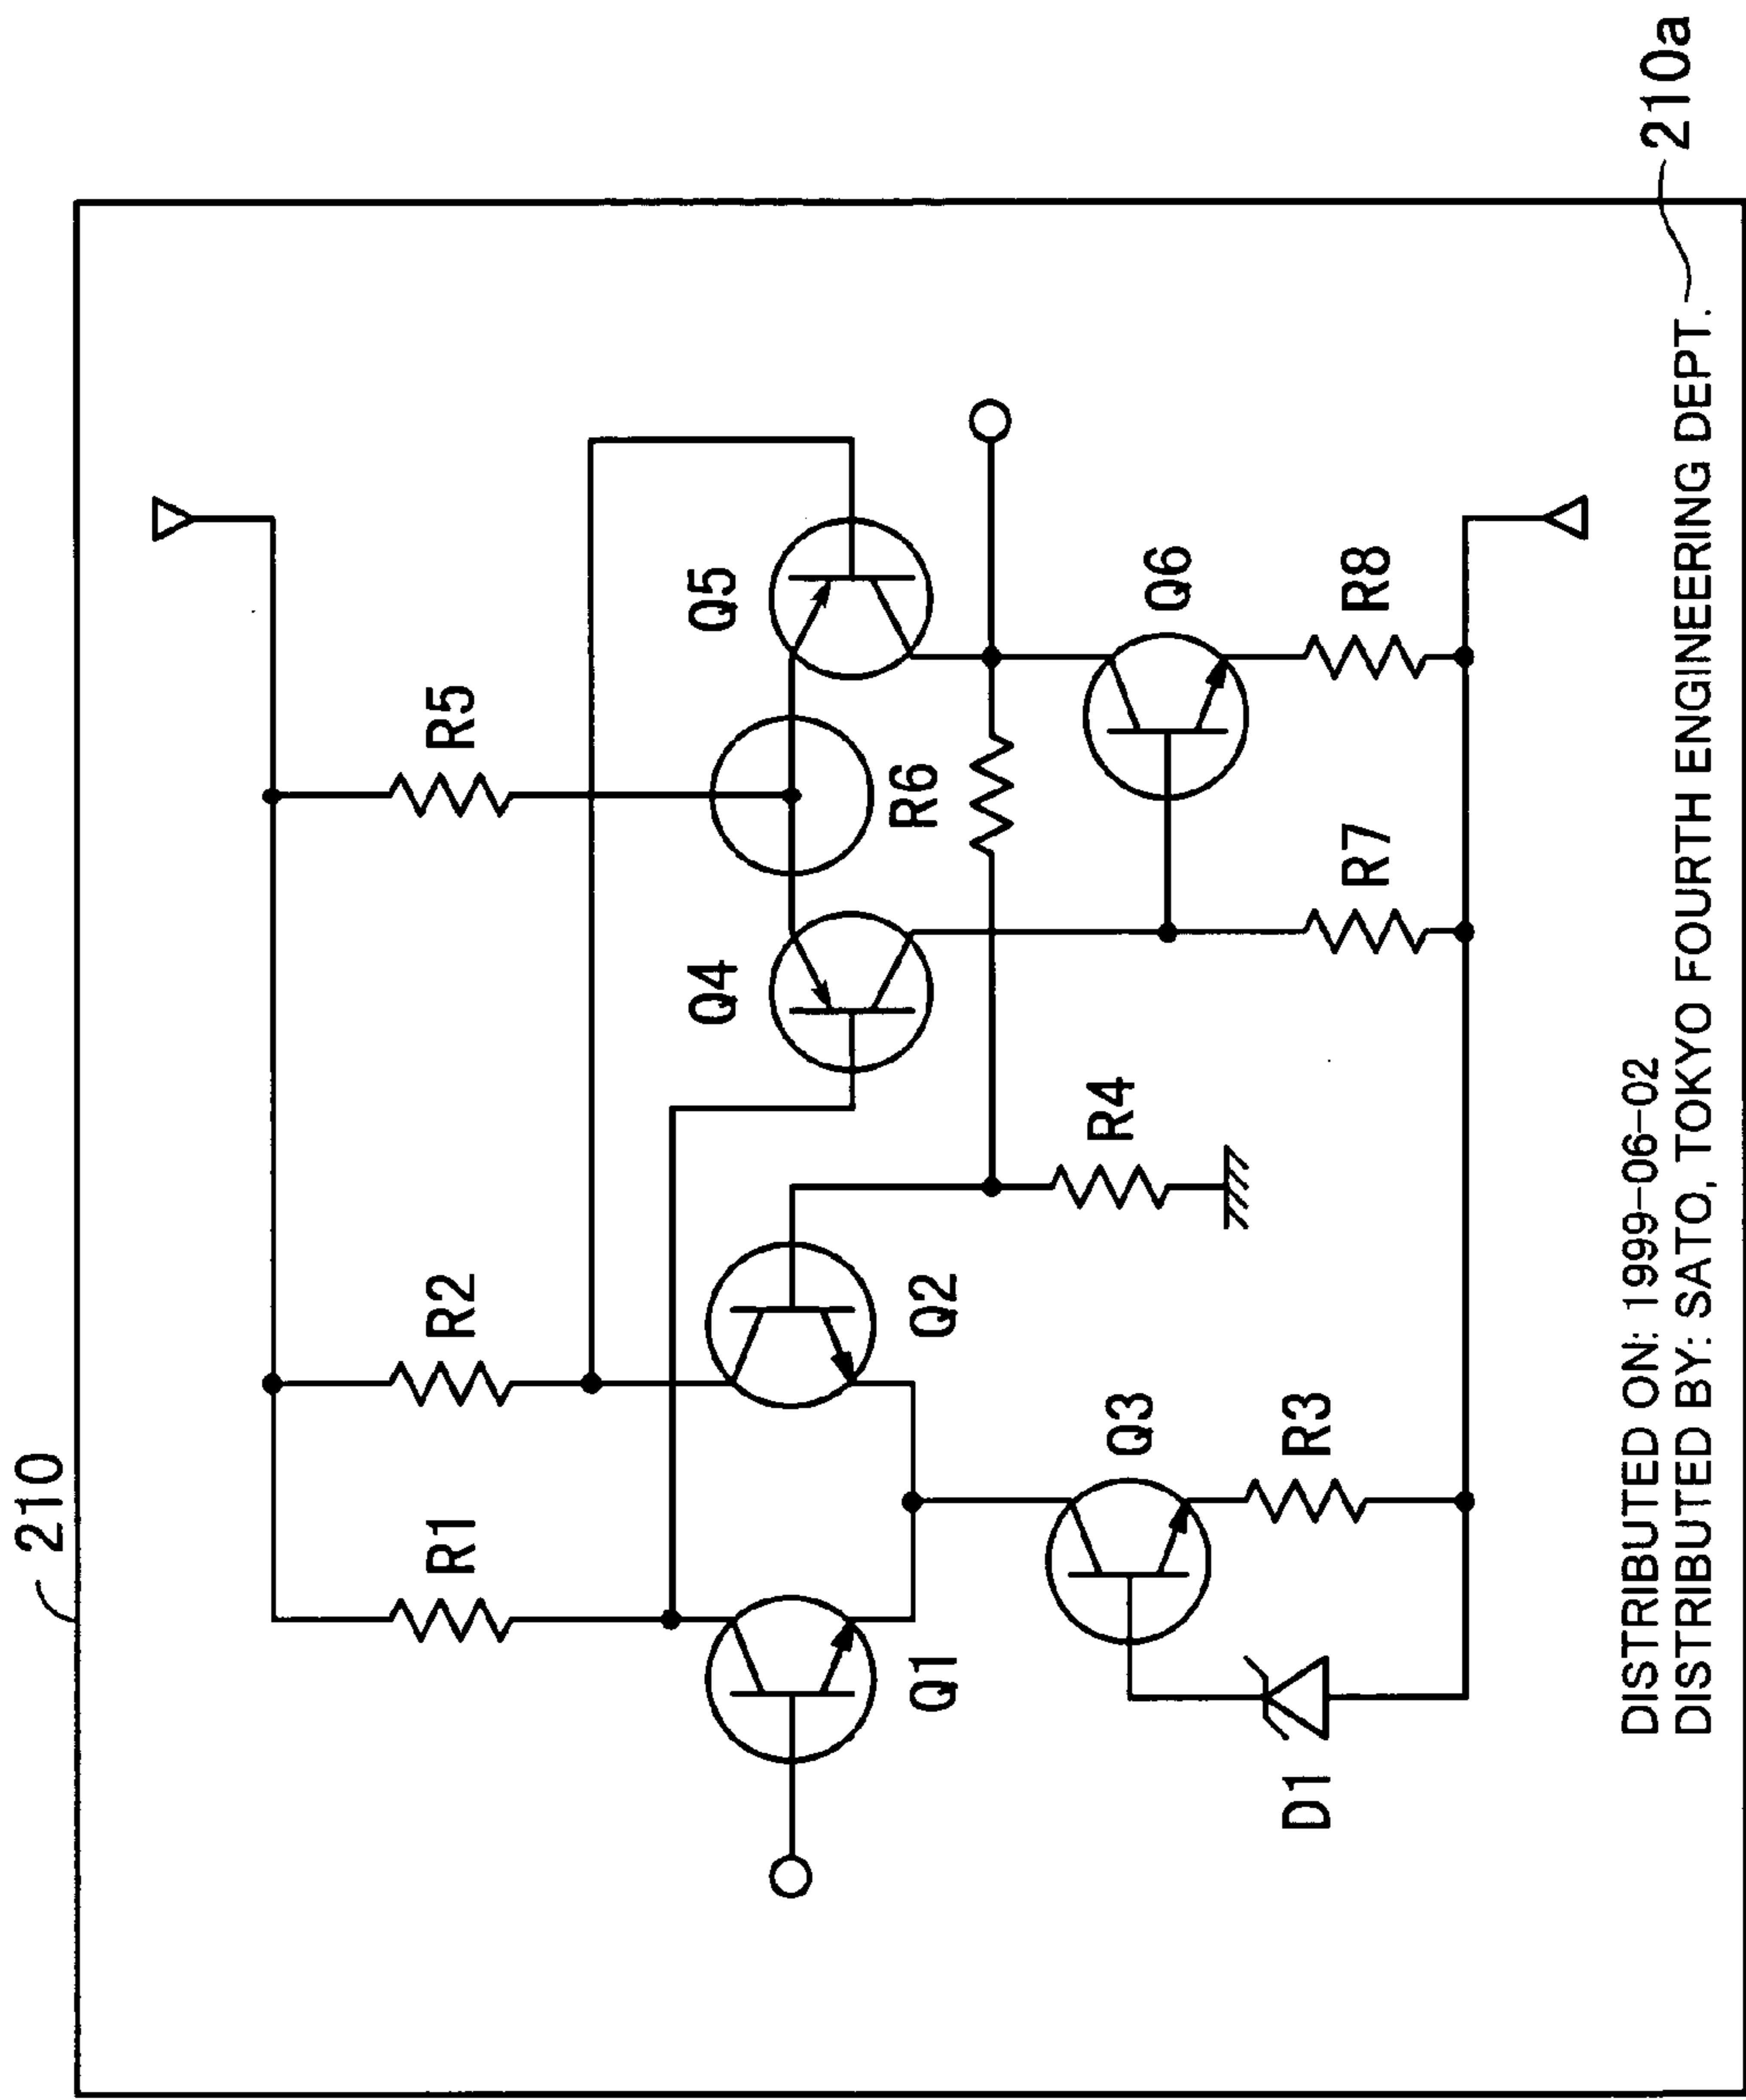 210
R1
R2
R5
Q4
Q5
R6
Q1
Q2
R4
Q3
Q6
D1
R3
R7
R8
DISTRIBUTED ON: 1999-06-02
DISTRIBUTED BY: SATO, TOKYO FOURTH ENGINEERING DEPT.
210a